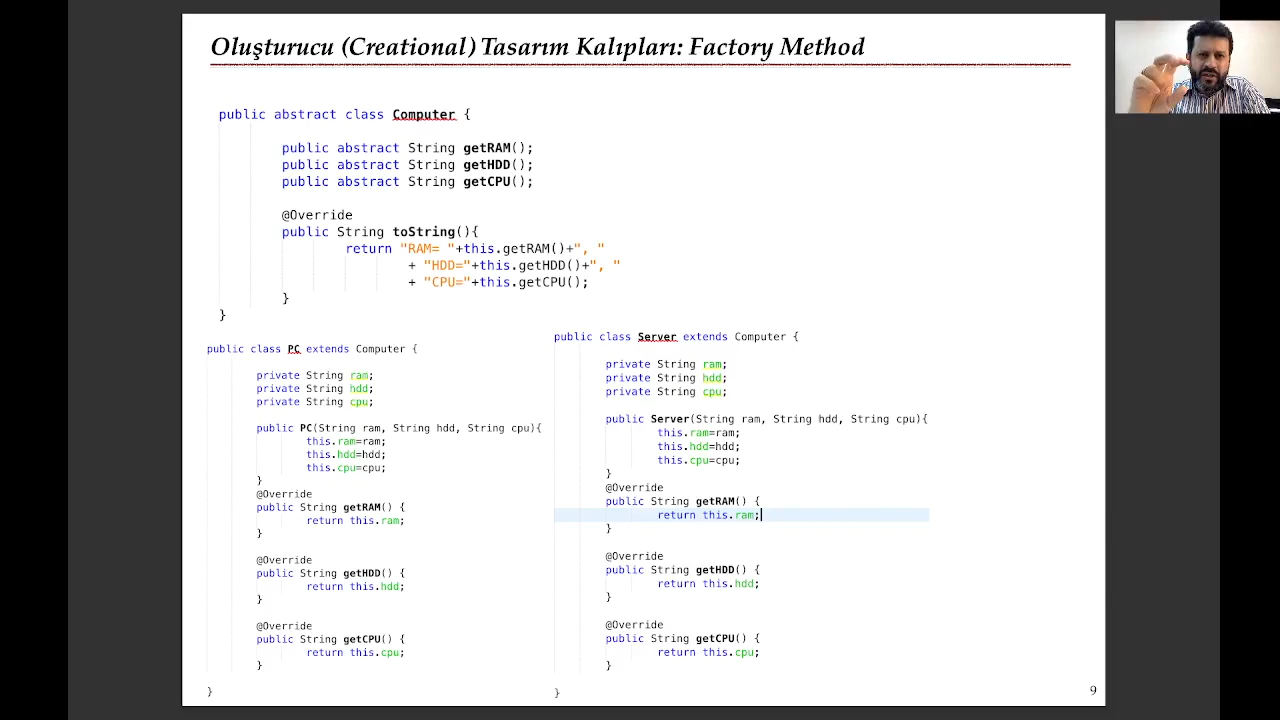 Oluşturucu (Creational) Tasarım Kalıpları: Factory Method
public abstract class Computer {
public abstract String getRAM();
public abstract String getHDD();
public abstract String getCPU();
@Override
public String toString(){
return "RAM= "+this.getRAM()+", "
+ "HDD="+this.getHDD()+", "
+ "CPU="+this.getCPU();
}
}
public class PC extends Computer {
private String ram;
private String hdd;
private String cpu;
public PC(String ram, String hdd, String cpu){
this.ram=ram;
this.hdd=hdd;
this.cpu=cpu;
}
@Override
public String getRAM() {
return this.ram;
}
@Override
public String getHDD() {
return this.hdd;
}
@Override
public String getCPU() {
return this.cpu;
}
}
public class Server extends Computer {
private String ram;
private String hdd;
private String cpu;
public Server(String ram, String hdd, String cpu){
this.ram=ram;
this.hdd=hdd;
this.cpu=cpu;
}
@Override
public String getRAM() {
return this.ram;
}
@Override
public String getHDD() {
return this.hdd;
}
@Override
public String getCPU() {
return this.cpu;
}
}
9